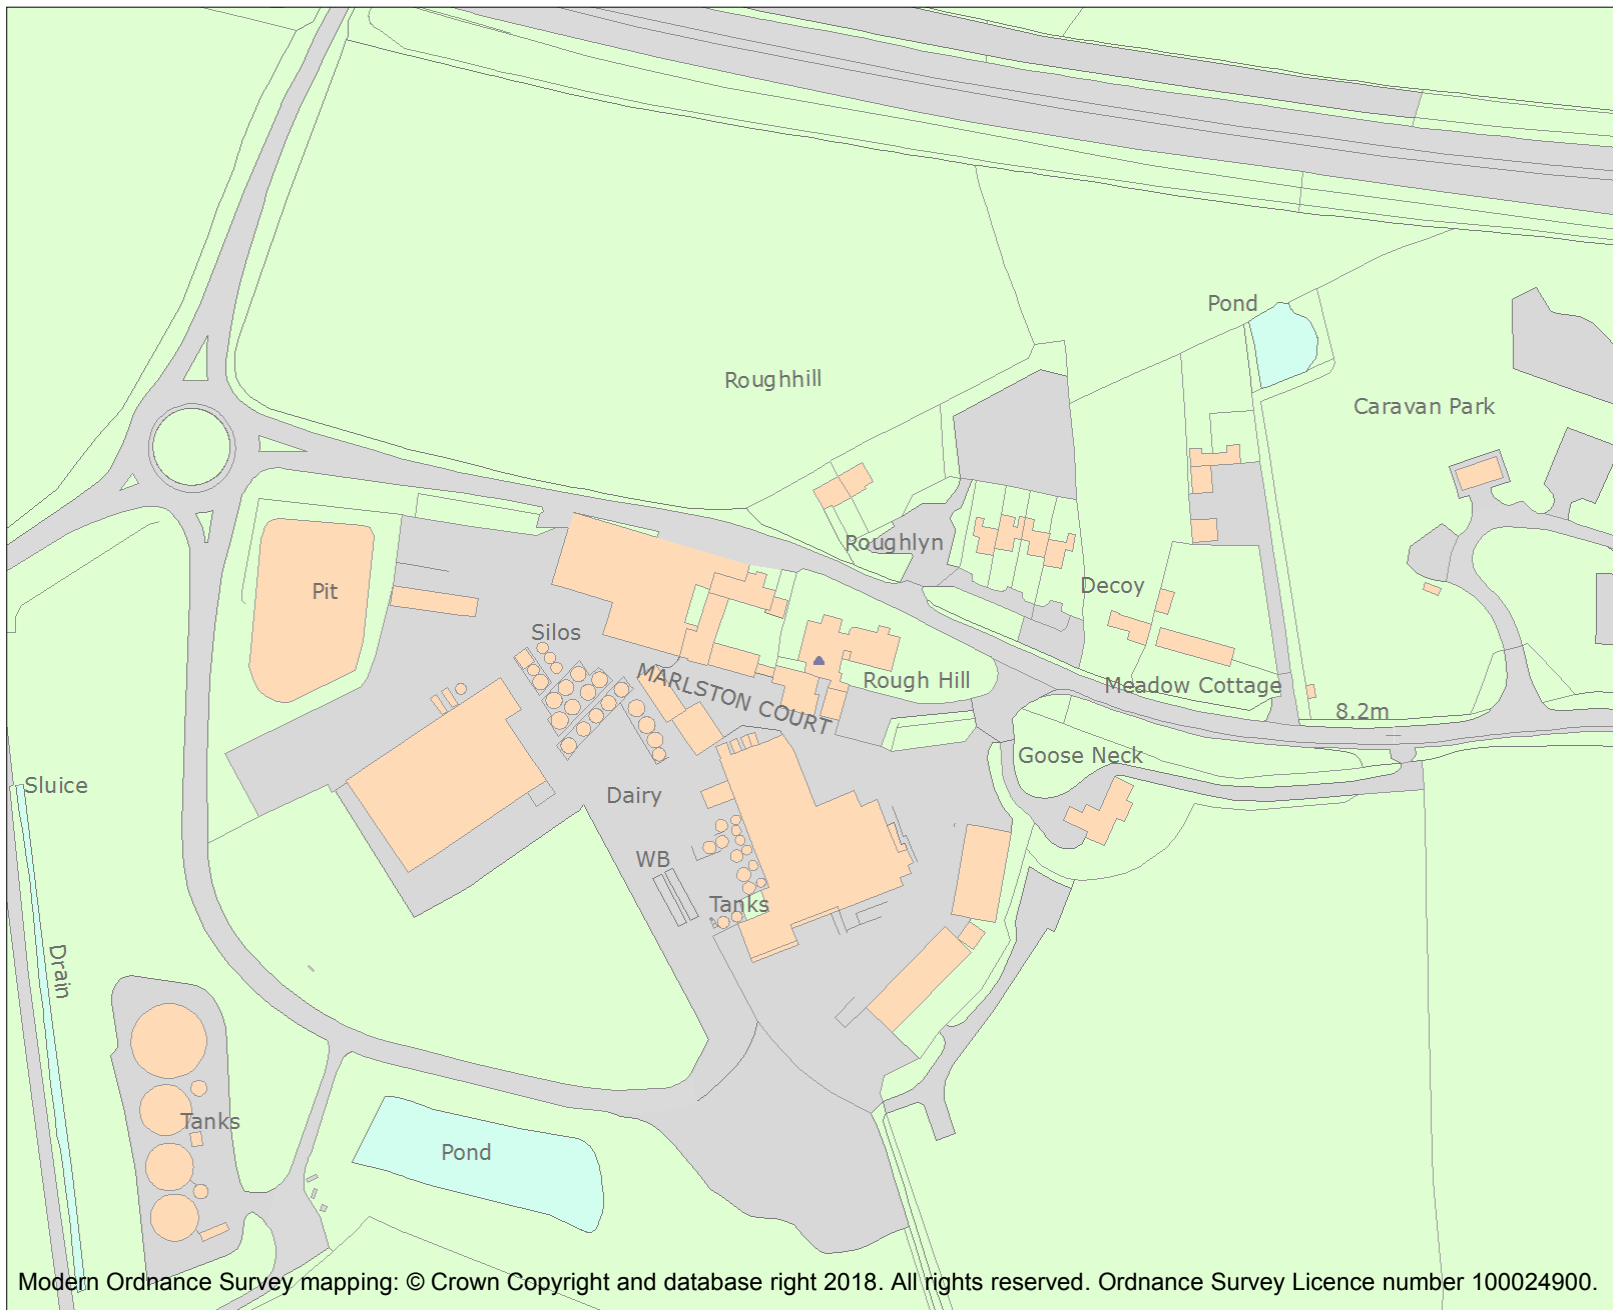 Pond
Roughhill
Caravan Park
Roughlyn
Decoy
Pit
Silos
MARLSTON COURT
Rough Hill
Meadow Cottage
8.2m
Goose Neck
Sluice
Dairy
WB
Tanks
Drain
Tanks
Pond
Modern Ordnance Survey mapping: © Crown Copyright and database right 2018. All rights reserved. Ordnance Survey Licence number 100024900.